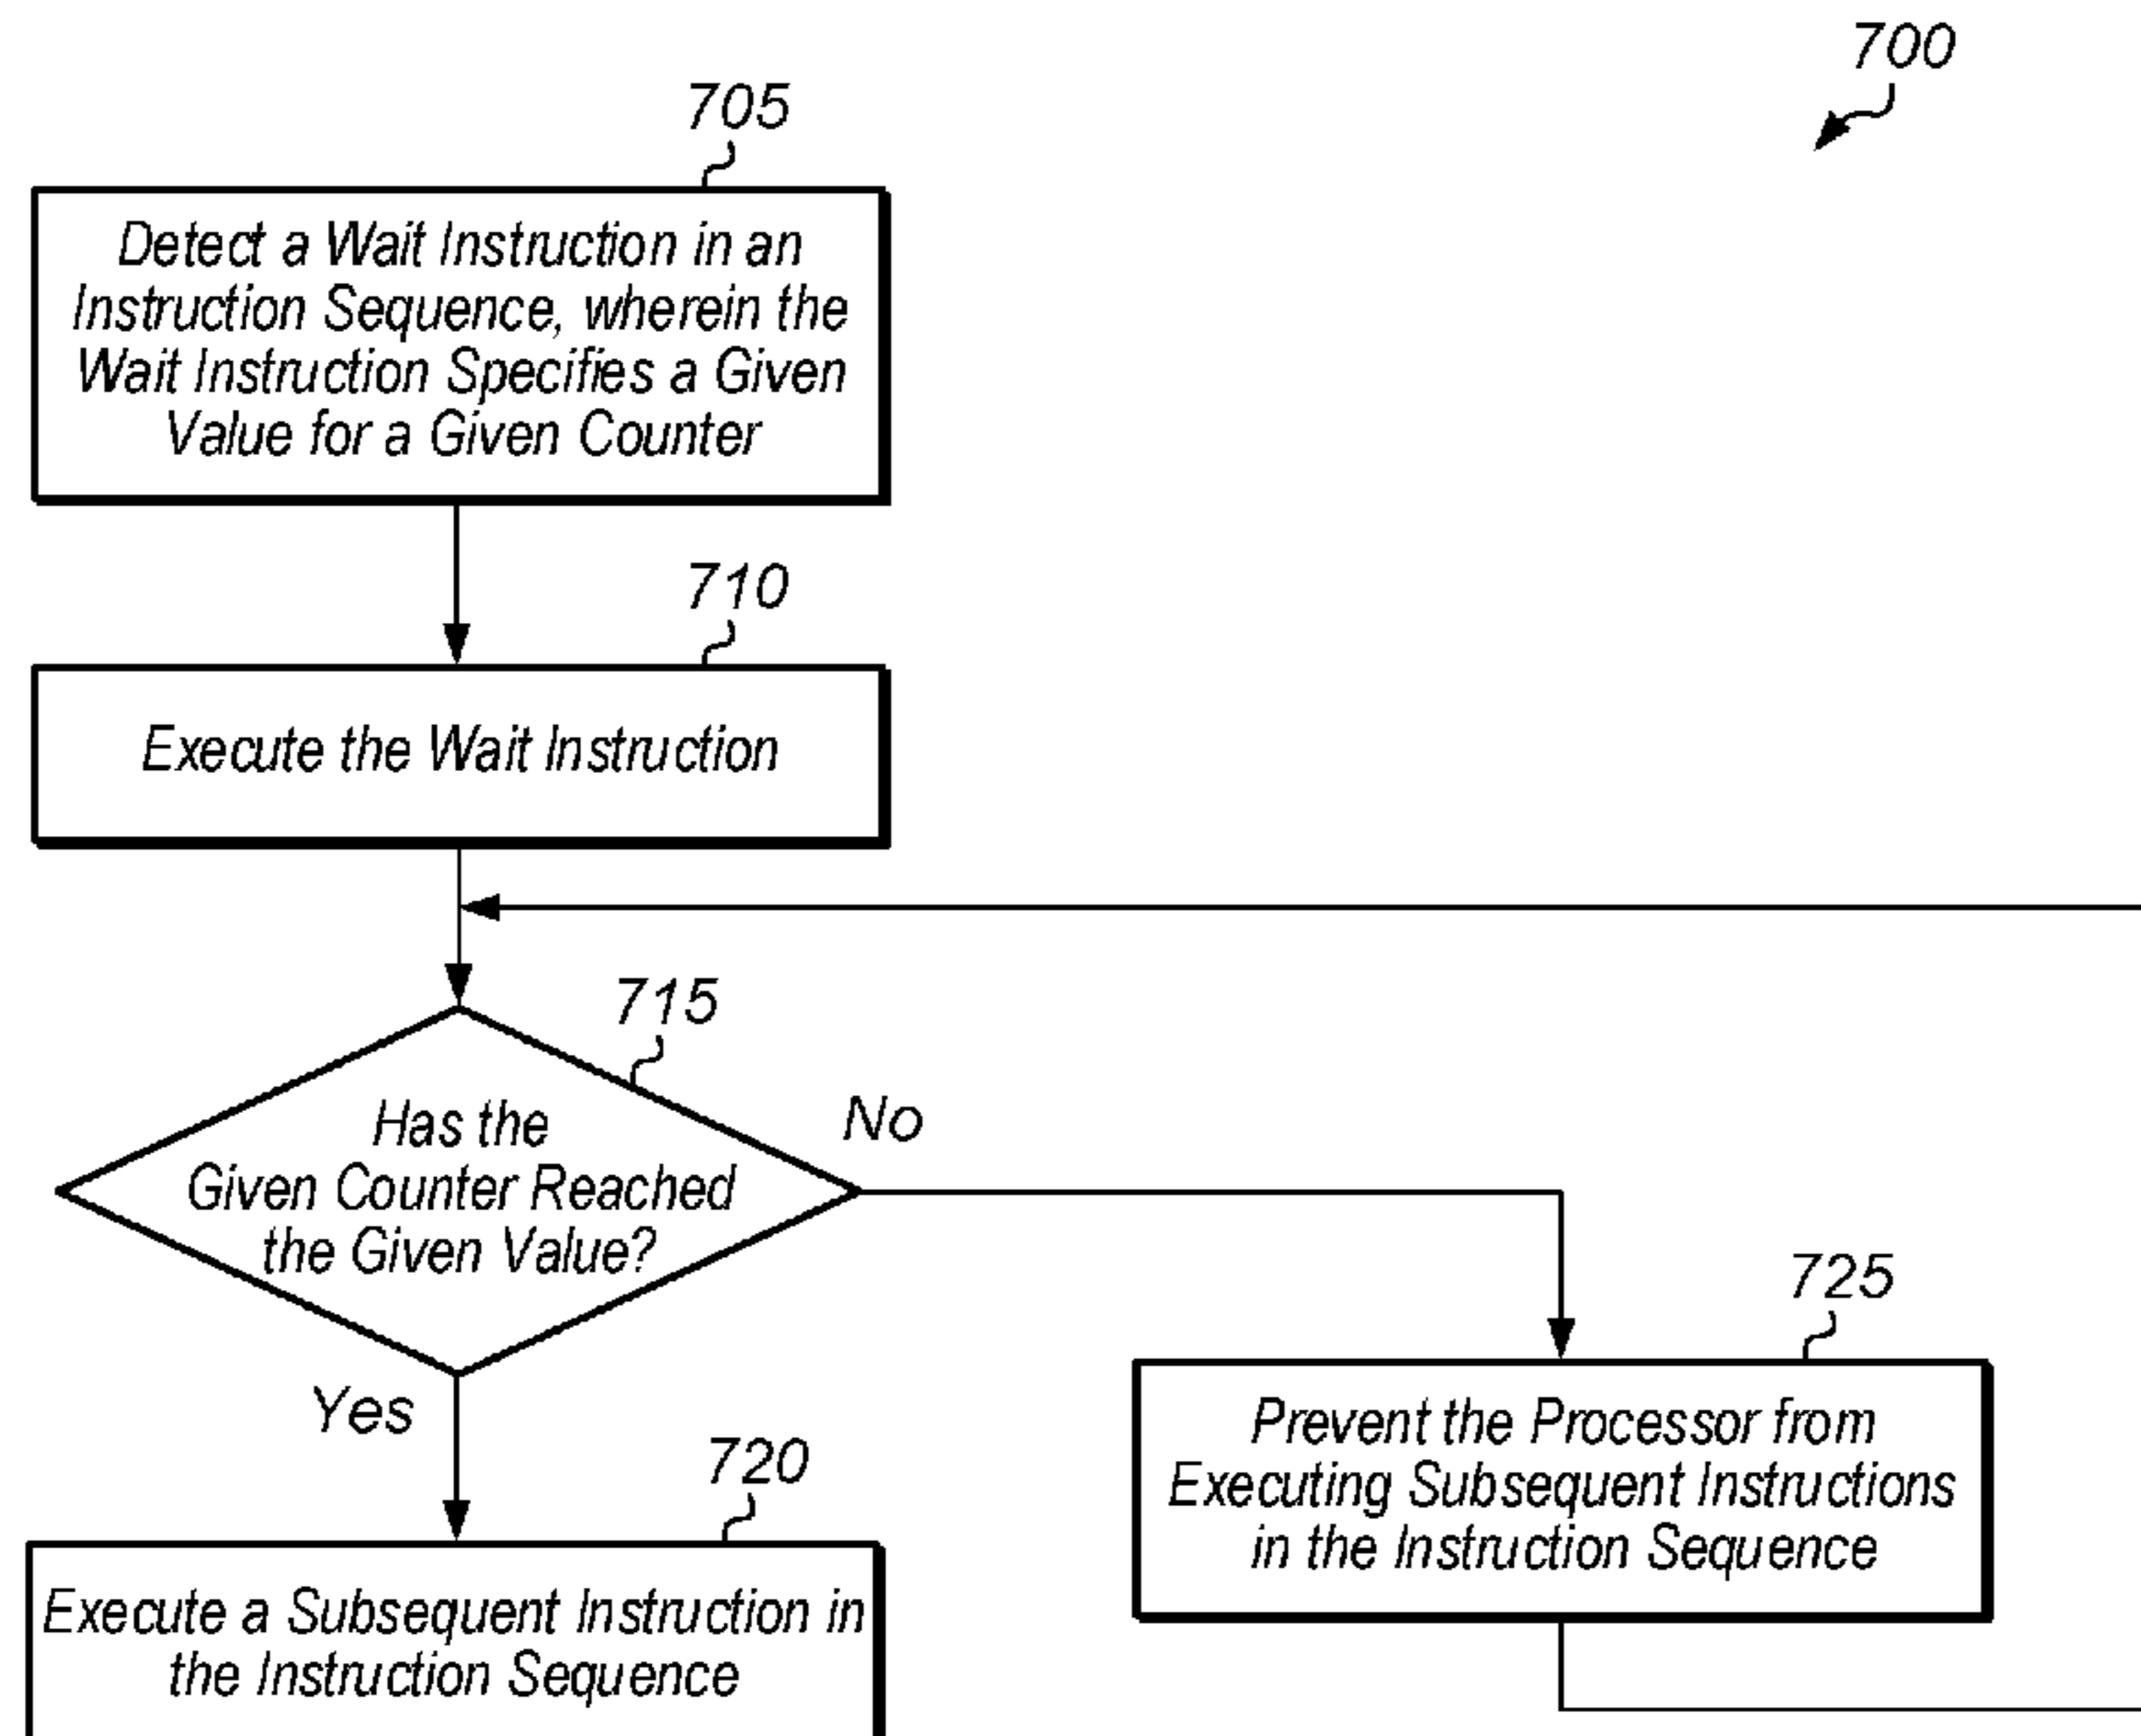 700
705
Detect a Wait Instruction in an
Instruction Sequence, wherein the
Wait Instruction Specifies a Given
Value for a Given Counter
710
Execute the Wait Instruction
715
Has the
Given Counter Reached
the Given Value?
No
Yes
725
Prevent the Processor from
Executing Subsequent Instructions
in the Instruction Sequence
720
Execute a Subsequent Instruction in
the Instruction Sequence